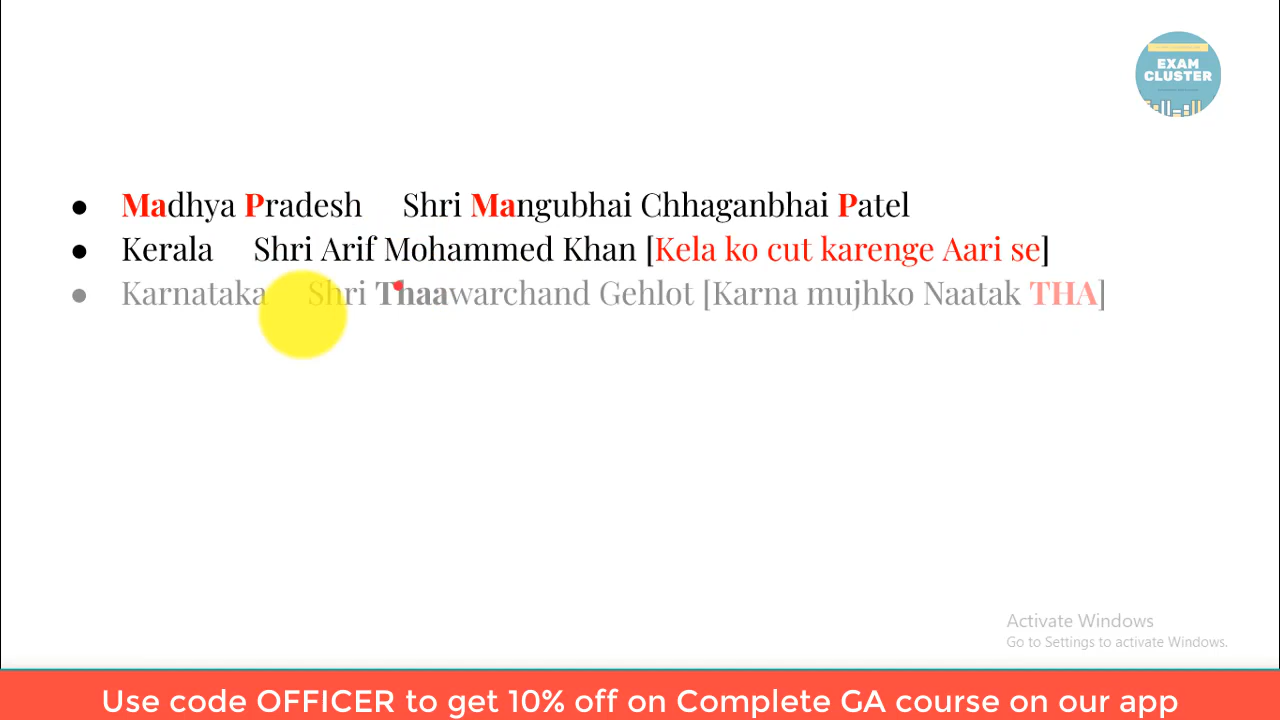 EXAM
CLUSTER
● Madhya Pradesh Shri Mangubhai Chhaganbhai Patel
● Kerala Shri Arif Mohammed Khan [Kela ko cut karenge Aari se]
● Karnataka Shri Thaawarchand Gehlot [Karna mujhko Naatak THA]
Activate Windows
Go to Settings to activate Windows.
Use code OFFICER to get 10% off on Complete GA course on our app